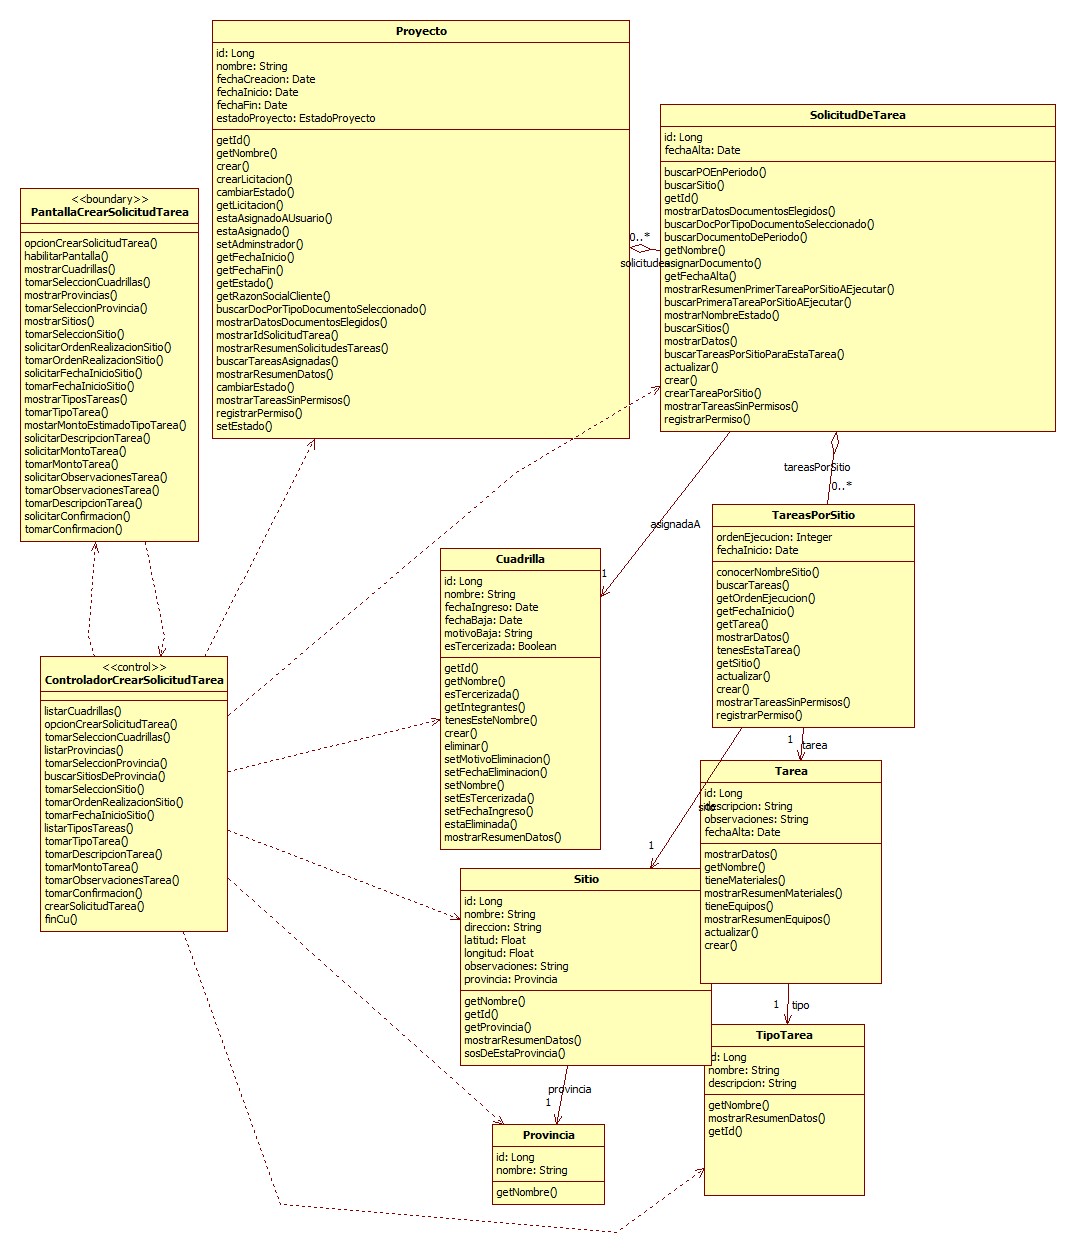 Proyecto
id: Long
nombre: String
fechaCreacion: Date
fechaInicio: Date
fechaFin: Date
estadoProyecto: EstadoProyecto
getId()
getNombre()
crear()
crearLicitacion()
cambiarEstado()
getLicitacion()
estaAsignadoAUsuario()
estaAsignado()
setAdminstrador()
getFechaInicio()
getFechaFin()
getEstado()
getRazonSocialCliente()
buscarDocPorTipoDocumentoSeleccionado()
mostrarDatosDocumentosElegidos()
mostrarIdSolicitudTarea()
mostrarResumenSolicitudesTareas()
buscarTareasAsignadas()
mostrarResumenDatos()
cambiarEstado()
mostrarTareasSinPermisos()
registrarPermiso()
setEstado()
SolicitudDeTarea
id: Long
fechaAlta: Date
buscarPOEnPeriodo()
buscarSitio()
getId()
mostrarDatosDocumentosElegidos()
buscarDocPorTipoDocumentoSeleccionado()
buscarDocumentoDePeriodo()
getNombre()
asignarDocumento()
getFechaAlta()
mostrarResumenPrimerTareaPorSitioAEjecutar()
buscarPrimeraTareaPorSitioAEjecutar()
mostrarNombreEstado()
buscarSitios()
mostrarDatos()
buscarTareasPorSitioParaEstaTarea()
actualizar()
crear()
crearTareaPorSitio()
mostrarTareasSinPermisos()
registrarPermiso()
0..*
solicitudes
<<boundary>>
PantallaCrearSolicitudTarea
opcionCrearSolicitudTarea()
habilitarPantalla()
mostrarCuadrillas()
tomarSeleccionCuadrillas()
mostrarProvincias()
tomarSeleccionProvincia()
mostrarSitios()
tomarSeleccionSitio()
solicitarOrdenRealizacionSitio()
tomarOrdenRealizacionSitio()
solicitarFechaInicioSitio()
tomarFechaInicioSitio()
mostrarTiposTareas()
tomarTipoTarea()
mostarMontoEstimadoTipoTarea()
solicitarDescripcionTarea()
solicitarMontoTarea()
tomarMontoTarea()
solicitarObservacionesTarea()
tomarObservacionesTarea()
tomarDescripcionTarea()
solicitarConfirmacion()
tomarConfirmacion()
tareasPorSitio
0..*
asignadaA
1
TareasPorSitio
ordenEjecucion: Integer
fechaInicio: Date
conocerNombreSitio()
buscarTareas()
getOrdenEjecucion()
getFechaInicio()
getTarea()
mostrarDatos()
tenesEstaTarea()
getSitio()
actualizar()
crear()
mostrarTareasSinPermisos()
registrarPermiso()
Cuadrilla
id: Long
nombre: String
fechaIngreso: Date
fechaBaja: Date
motivoBaja: String
esTercerizada: Boolean
getId()
getNombre()
esTercerizada()
getIntegrantes()
tenesEsteNombre()
crear()
eliminar()
setMotivoEliminacion()
setFechaEliminacion()
setNombre()
setEsTercerizada()
setFechaIngreso()
estaEliminada()
mostrarResumenDatos()
<<control>>
ControladorCrearSolicitudTarea
listarCuadrillas()
opcionCrearSolicitudTarea()
tomarSeleccionCuadrillas()
listarProvincias()
tomarSeleccionProvincia()
buscarSitiosDeProvincia()
tomarSeleccionSitio()
tomarOrdenRealizacionSitio()
tomarFechaInicioSitio()
listarTiposTareas()
tomarTipoTarea()
tomarDescripcionTarea()
tomarMontoTarea()
tomarObservacionesTarea()
tomarConfirmacion()
crearSolicitudTarea()
finCu()
1
tarea
Tarea
id: Long
descripcion: String
observaciones: String
fechaAlta: Date
mostrarDatos()
getNombre()
tieneMateriales()
mostrarResumenMateriales()
tieneEquipos()
mostrarResumenEquipos()
actualizar()
crear()
sitio
1
Sitio
id: Long
nombre: String
direccion: String
latitud: Float
longitud: Float
observaciones: String
provincia: Provincia
getNombre()
getId()
getProvincia()
mostrarResumenDatos()
sosDeEstaProvincia()
1
tipo
TipoTarea
id: Long
nombre: String
descripcion: String
getNombre()
mostrarResumenDatos()
getId()
provincia
1
Provincia
id: Long
nombre: String
getNombre()